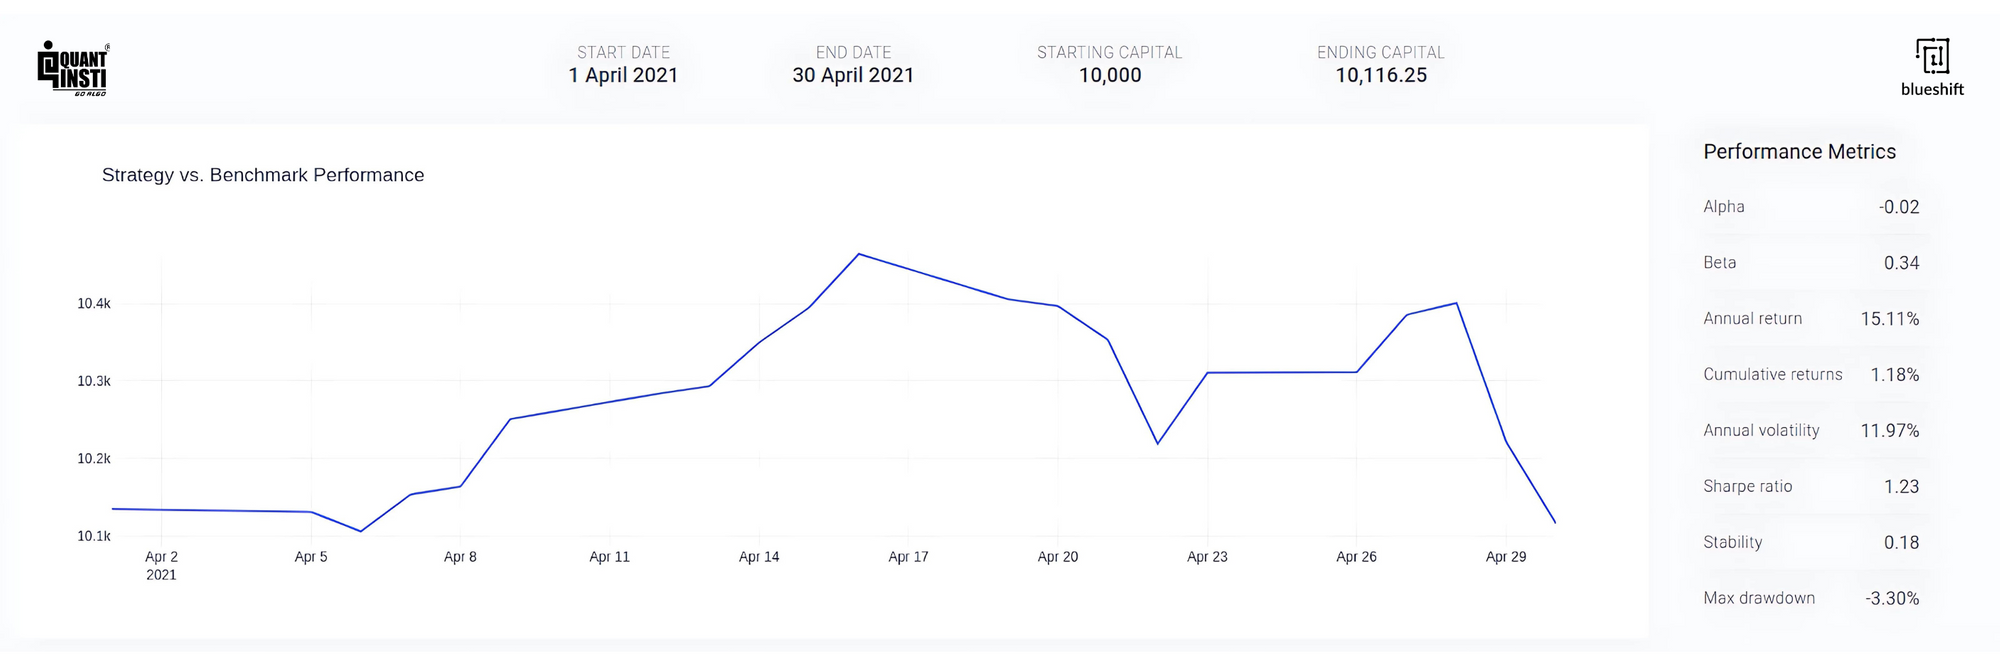 QUANT
INSTI
GO ALGO
START DATE
1 April 2021
END DATE
30 April 2021
STARTING CAPITAL
10,000
ENDING CAPITAL
10,116.25
blueshift
Strategy vs. Benchmark Performance
10.4k
10.3k
10.2k
10.1k
Apr 2
2021
Apr 5
Apr 8
Apr 11
Apr 14
Apr 17
Apr 20
Apr 23
Apr 26
Apr 29
Performance Metrics
Alpha -0.02
Beta 0.34
Annual return 15.11%
Cumulative returns 1.18%
Annual volatility 11.97%
Sharpe ratio 1.23
Stability 0.18
Max drawdown -3.30%